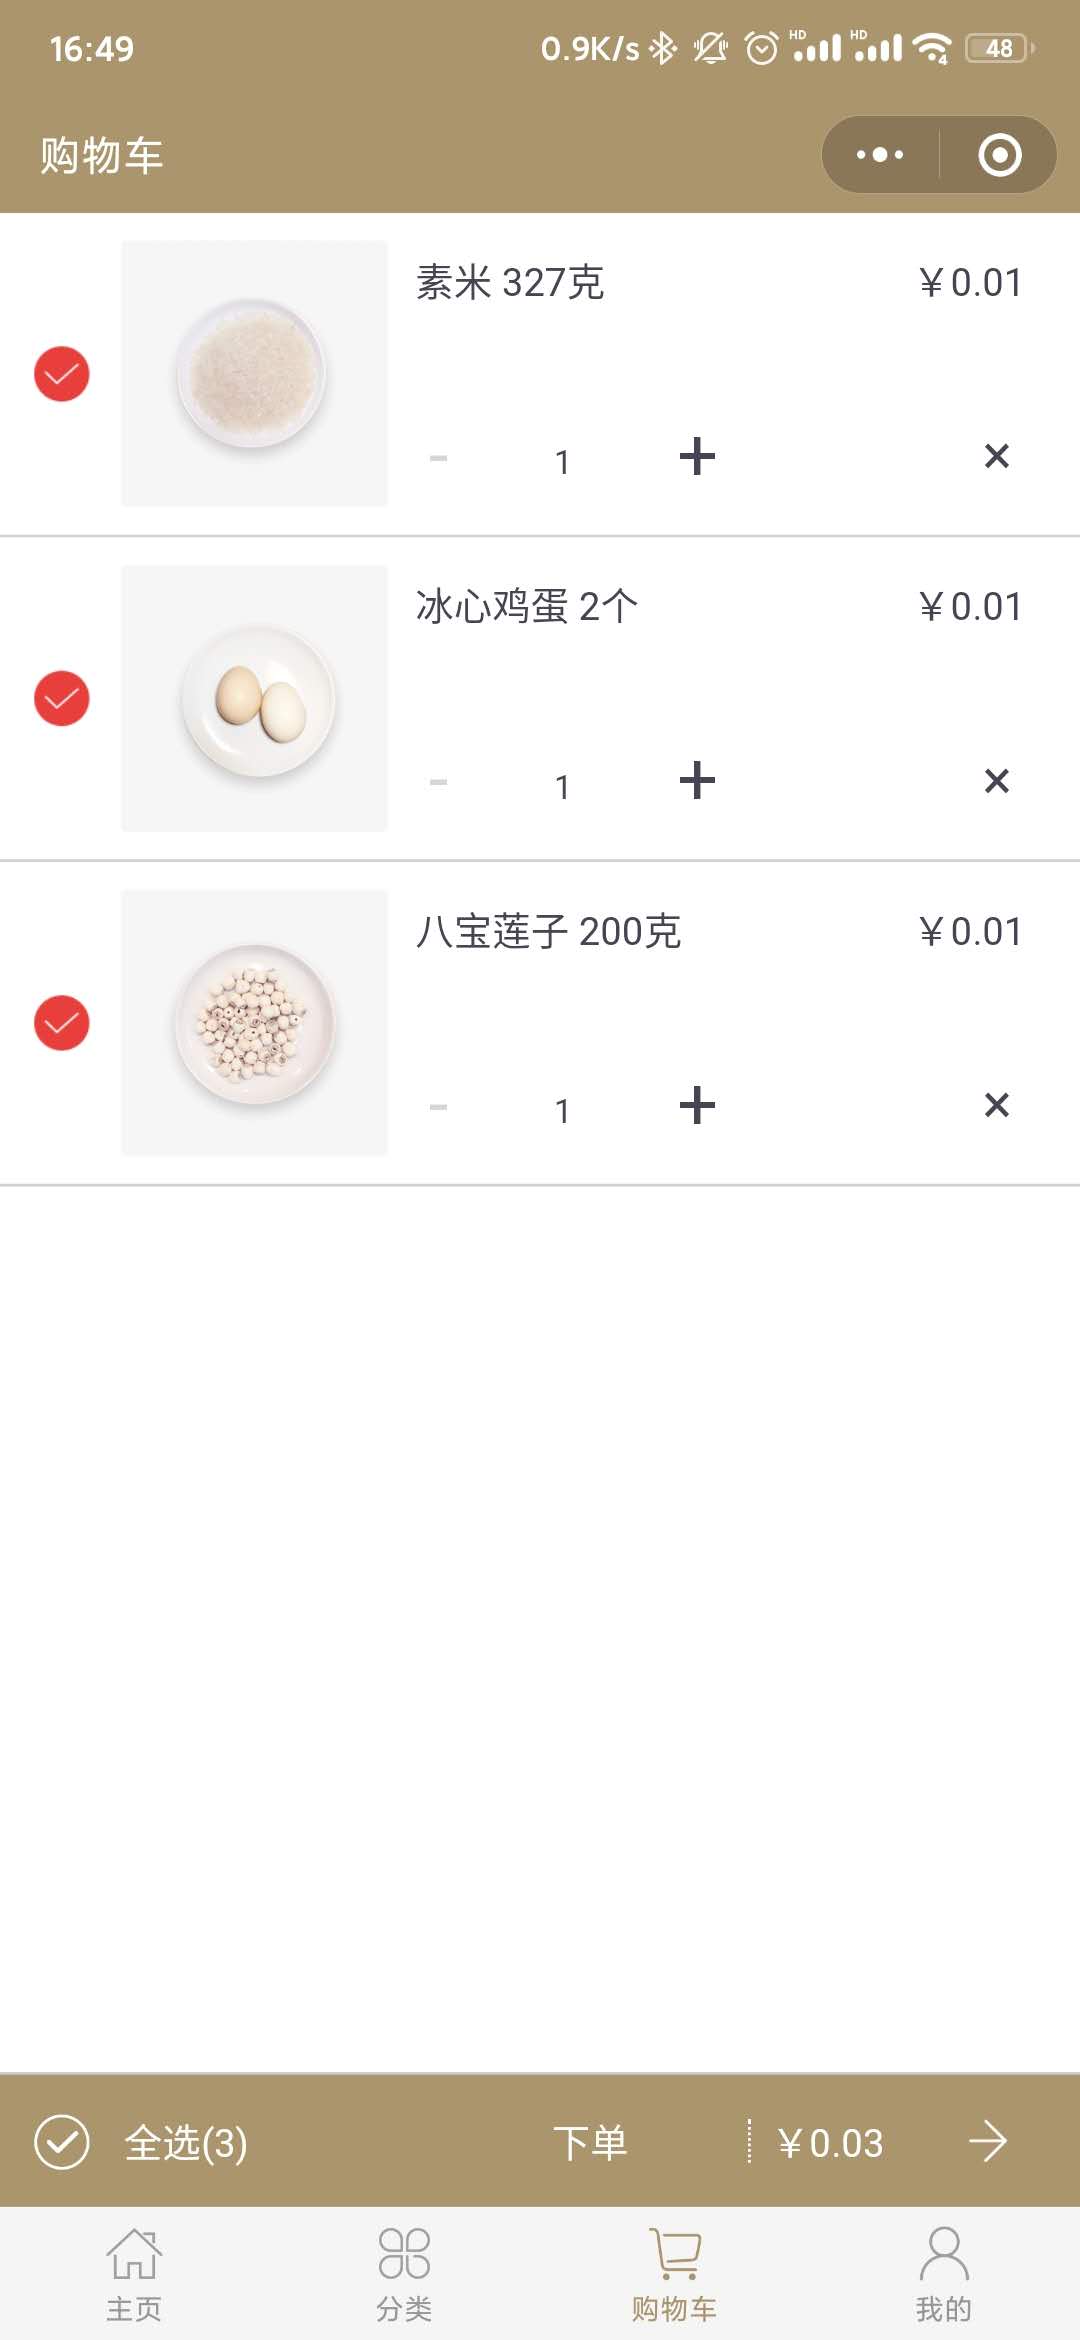 16:49 0.9K/s HD HD 4 48
购物车
素米 327克 ￥0.01
- 1 + ×
冰心鸡蛋 2个 ￥0.01
- 1 + ×
八宝莲子 200克 ￥0.01
- 1 + ×
全选(3) 下单 ￥0.03
主页 分类 购物车 我的